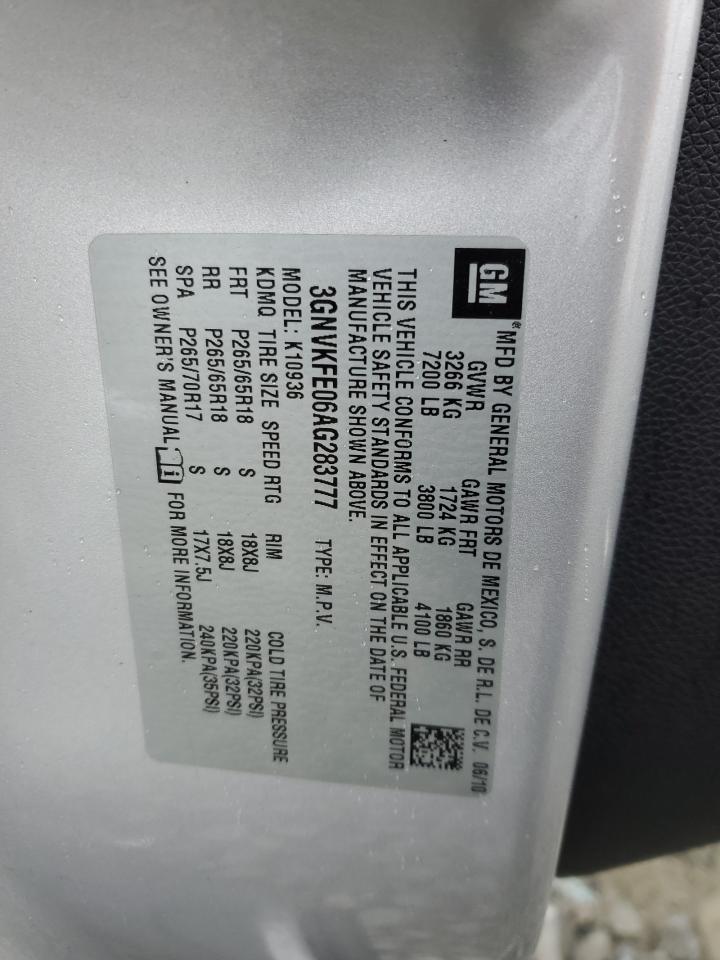 GM
® MFD BY GENERAL MOTORS DE MEXICO, S. DE R.L. DE C.V. 06/10
GVWR GAWR FRT GAWR RR
3266 KG 1724 KG 1860 KG
7200 LB 3800 LB 4100 LB
THIS VEHICLE CONFORMS TO ALL APPLICABLE U.S. FEDERAL MOTOR
VEHICLE SAFETY STANDARDS IN EFFECT ON THE DATE OF
MANUFACTURE SHOWN ABOVE.
3GNVKFE06AG283777 TYPE: M.P.V.
MODEL: K10936
KDMQ TIRE SIZE SPEED RTG RIM COLD TIRE PRESSURE
FRT P265/65R18 S 18X8J 220KPA(32PSI)
RR P265/65R18 S 18X8J 220KPA(32PSI)
SPA P265/70R17 S 17X7.5J 240KPA(35PSI)
SEE OWNER'S MANUAL i FOR MORE INFORMATION.